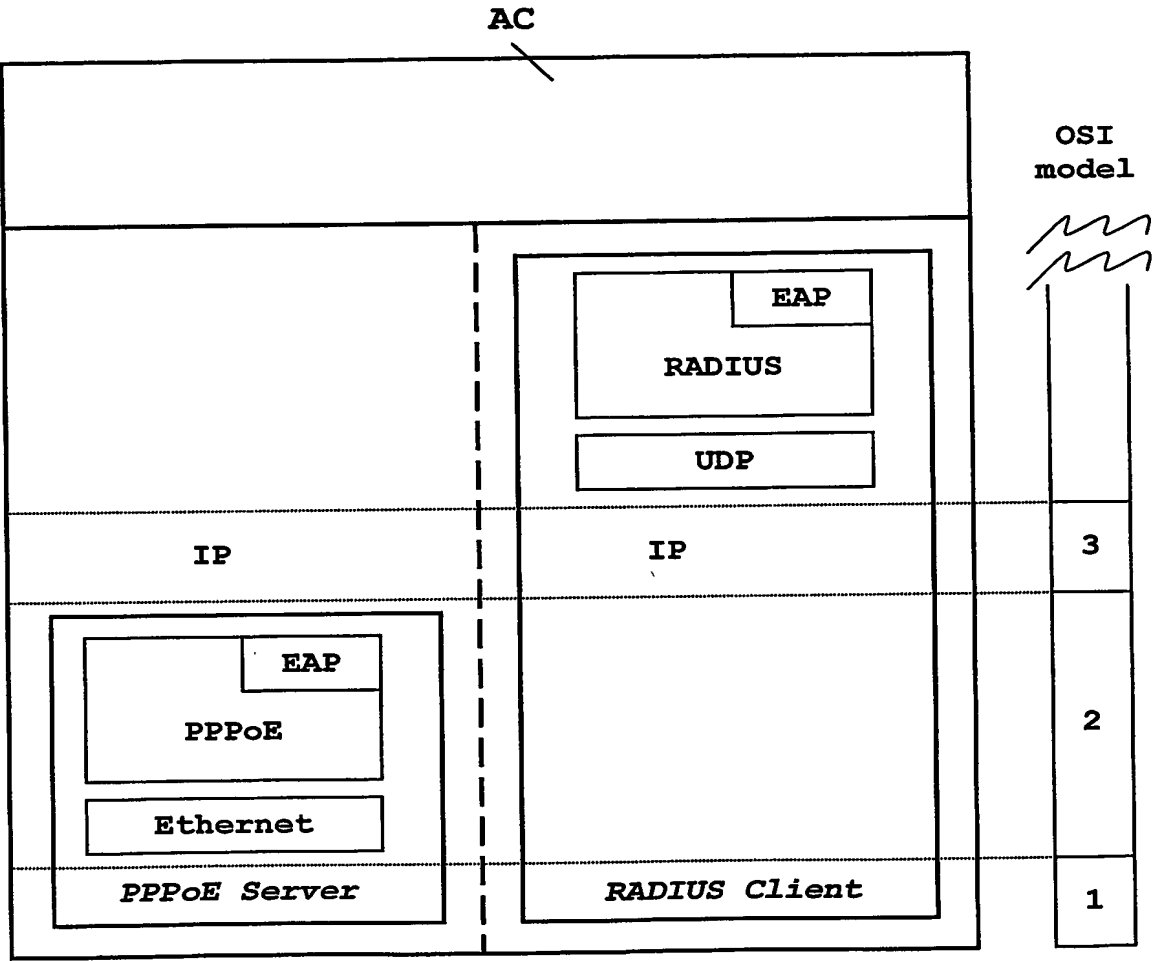 AC
OSI
model
EAP
RADIUS
UDP
IP
IP
3
EAP
PPPoE
2
Ethernet
PPPoE Server
RADIUS Client
1